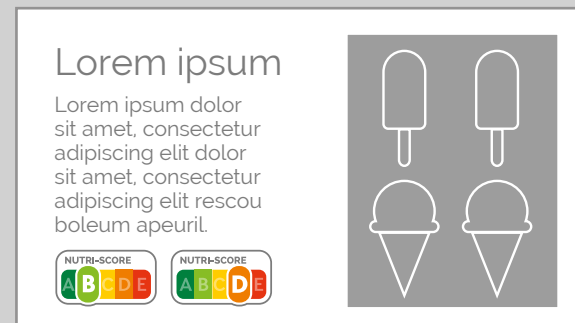 Lorem ipsum
Lorem ipsum dolor
sit amet, consectetur
adipiscing elit dolor
sit amet, consectetur
adipiscing elit rescou
boleum apeuril.
NUTRI-SCORE NUTRI-SCORE
A B C D E A B C D E